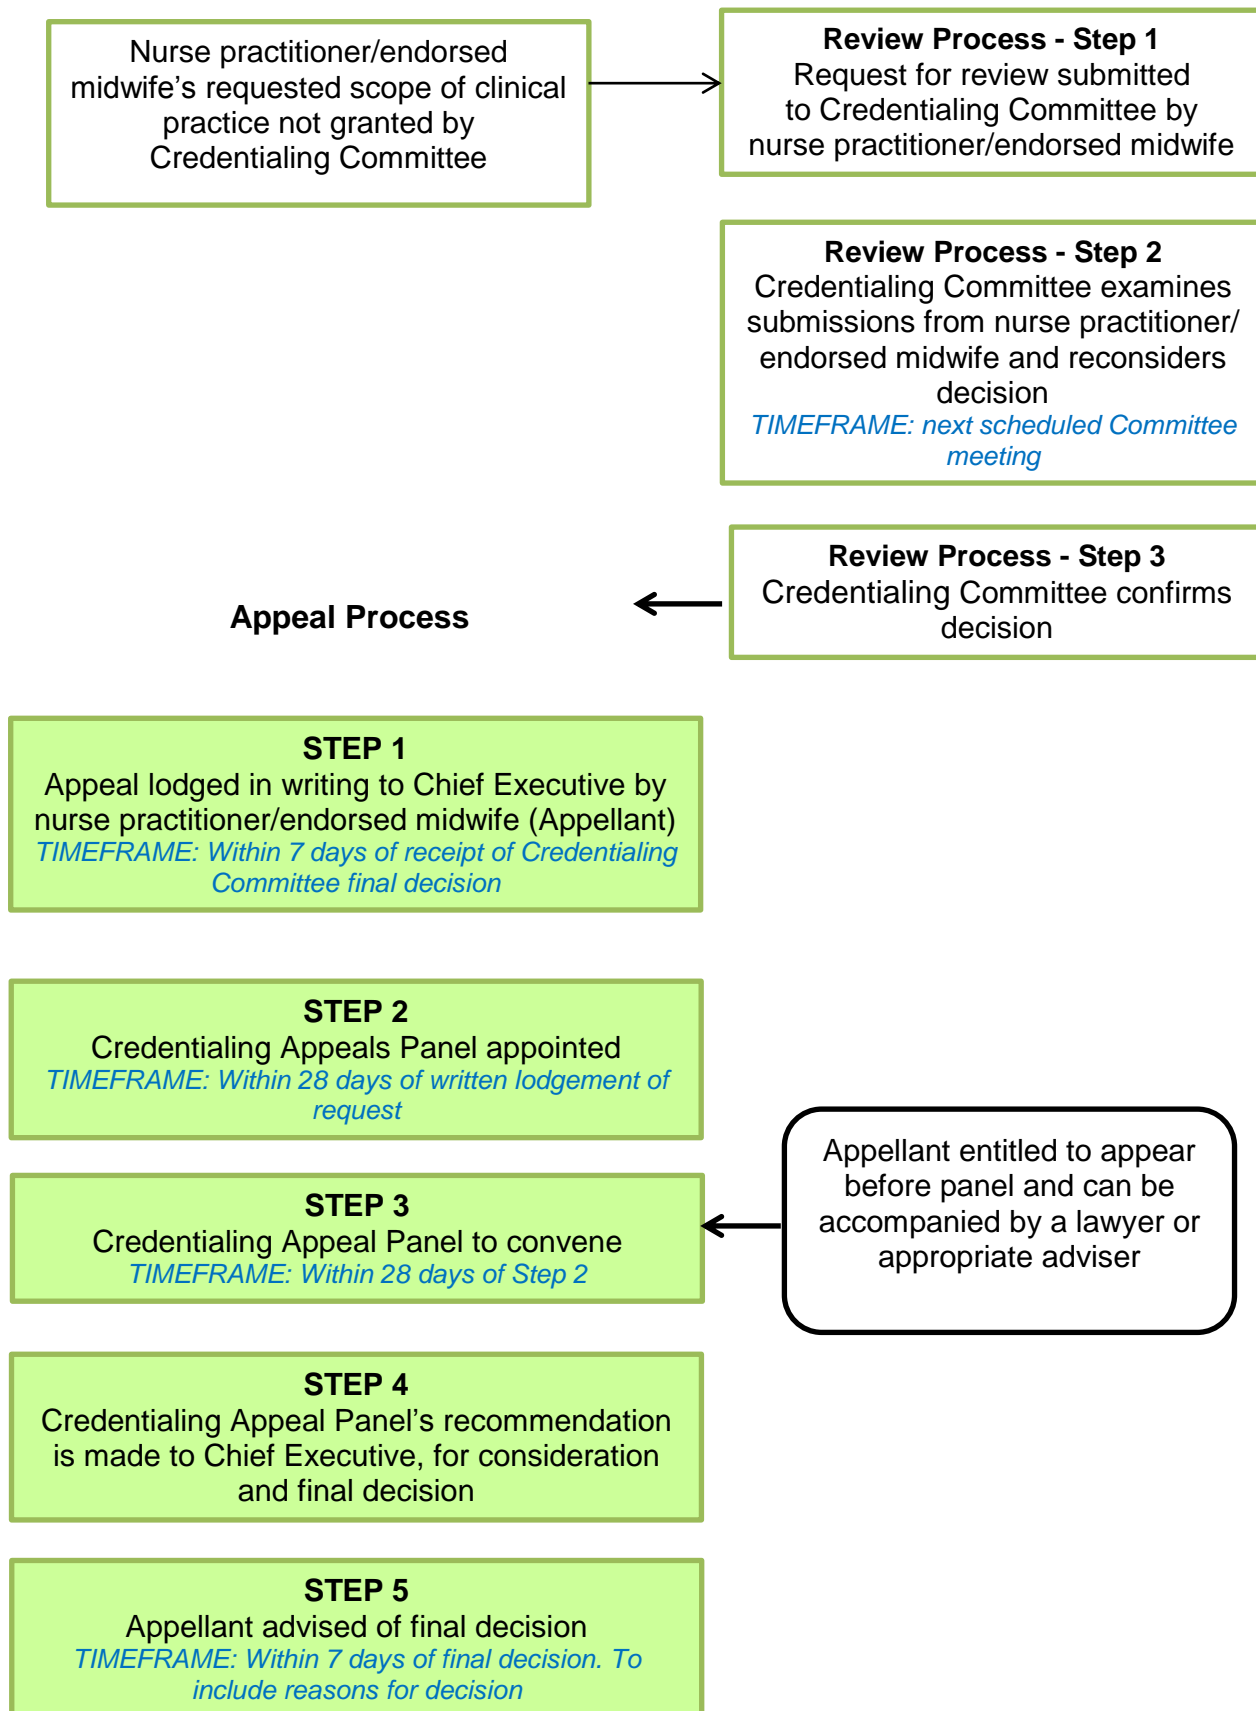 Nurse practitioner/endorsed
midwife’s requested scope of clinical
practice not granted by
Credentialing Committee
Review Process - Step 1
Request for review submitted
to Credentialing Committee by
nurse practitioner/endorsed midwife
Review Process - Step 2
Credentialing Committee examines
submissions from nurse practitioner/
endorsed midwife and reconsiders
decision
TIMEFRAME: next scheduled Committee
meeting
Review Process - Step 3
Credentialing Committee confirms
decision
Appeal Process
STEP 1
Appeal lodged in writing to Chief Executive by
nurse practitioner/endorsed midwife (Appellant)
TIMEFRAME: Within 7 days of receipt of Credentialing
Committee final decision
STEP 2
Credentialing Appeals Panel appointed
TIMEFRAME: Within 28 days of written lodgement of
request
STEP 3
Credentialing Appeal Panel to convene
TIMEFRAME: Within 28 days of Step 2
Appellant entitled to appear
before panel and can be
accompanied by a lawyer or
appropriate adviser
STEP 4
Credentialing Appeal Panel’s recommendation
is made to Chief Executive, for consideration
and final decision
STEP 5
Appellant advised of final decision
TIMEFRAME: Within 7 days of final decision. To
include reasons for decision